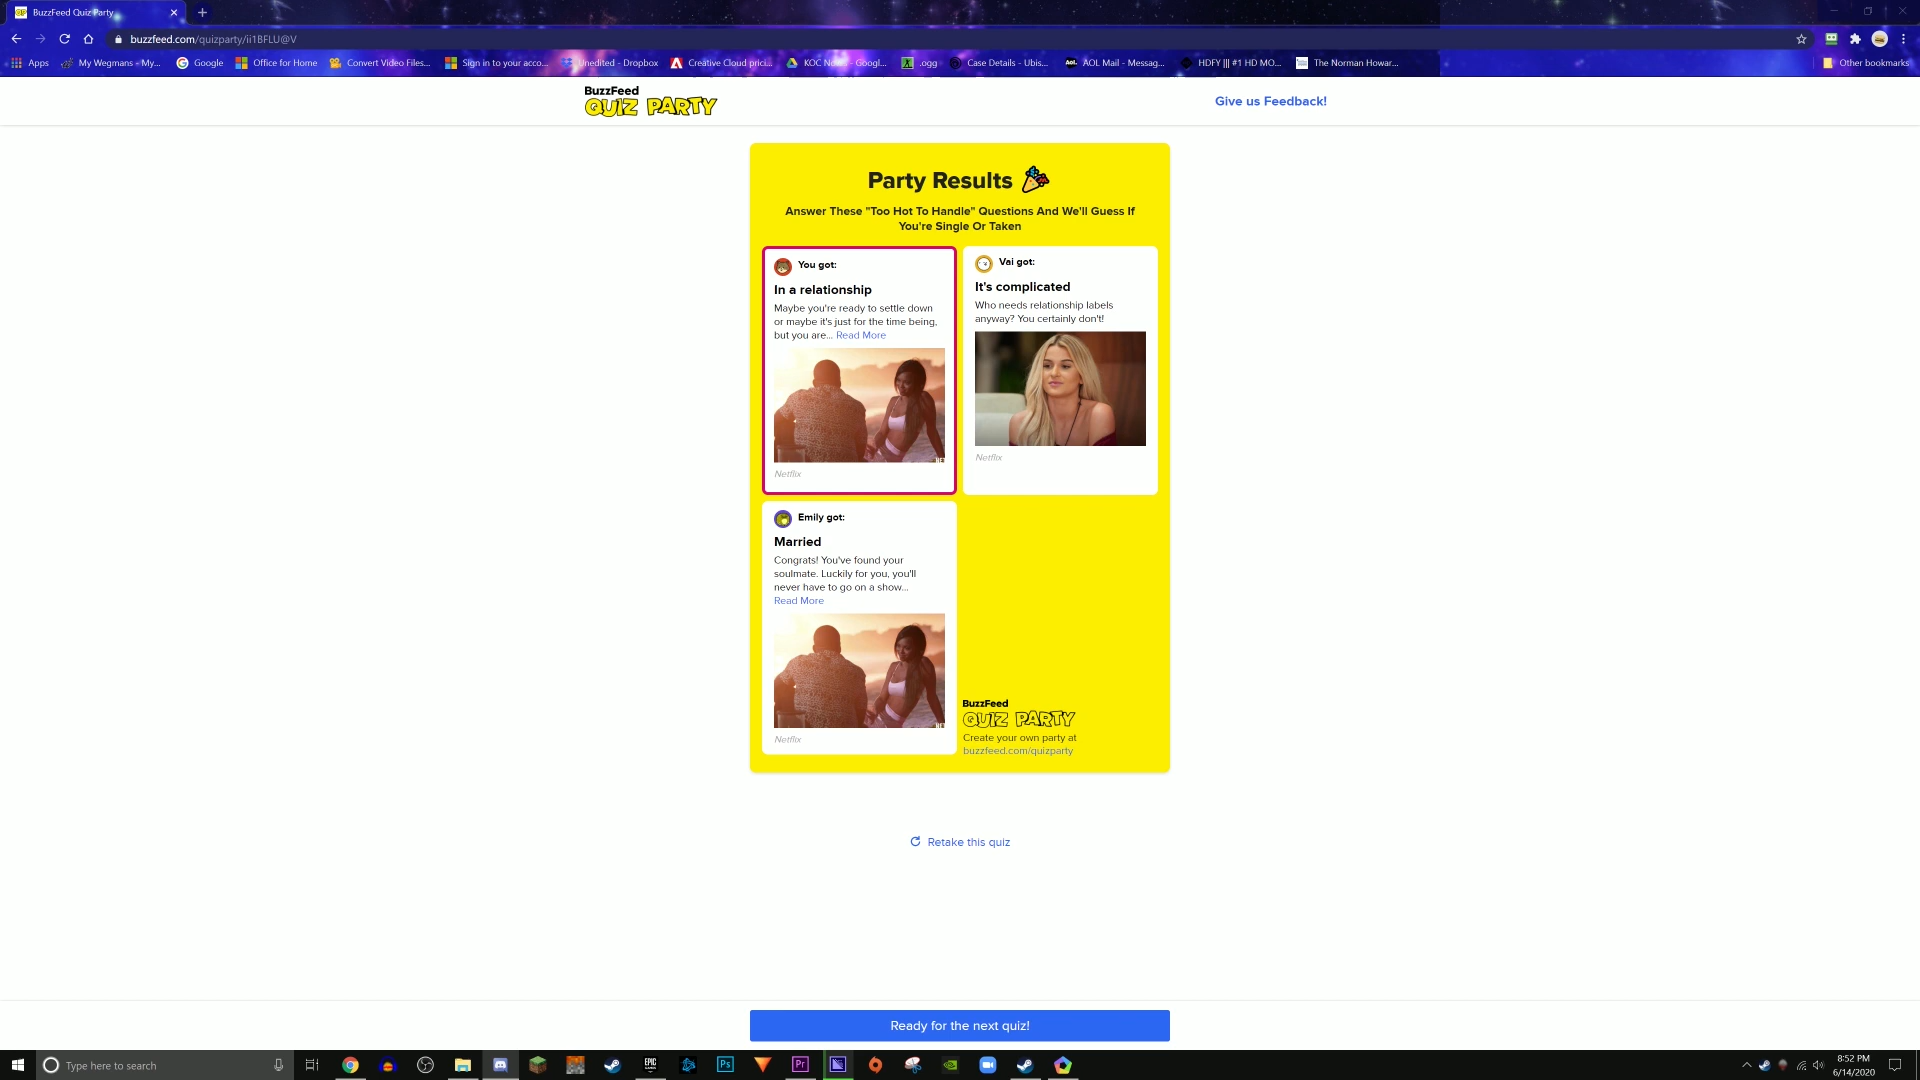 BuzzFeed Quiz Party
buzzfeed.com/quizparty/ii1BFLU@V
Apps
My Wegmans - My...
Google
Office for Home
Convert Video Files...
Sign in to your acco...
Unedited - Dropbox
Creative Cloud prici...
.ogg
Case Details - Ubis...
AOL Mail - Messag...
HDFY ||| #1 HD MO...
The Norman Howar...
Other bookmarks
BuzzFeed
QUIZ PARTY
Give us Feedback!
Party Results
Answer These "Too Hot To Handle" Questions And We'll Guess If
You're Single Or Taken
You got:
In a relationship
Maybe you're ready to settle down
or maybe it's just for the time being,
but you are... Read More
Netflix
Vai got:
It's complicated
Who needs relationship labels
anyway? You certainly don't!
Netflix
Emily got:
Married
Congrats! You've found your
soulmate. Luckily for you, you'll
never have to go on a show...
Read More
Netflix
BuzzFeed
QUIZ PARTY
Create your own party at
buzzfeed.com/quizparty
Retake this quiz
Ready for the next quiz!
Type here to search
EPIC
GAMES
Ps
Pr
8:52 PM
6/14/2020